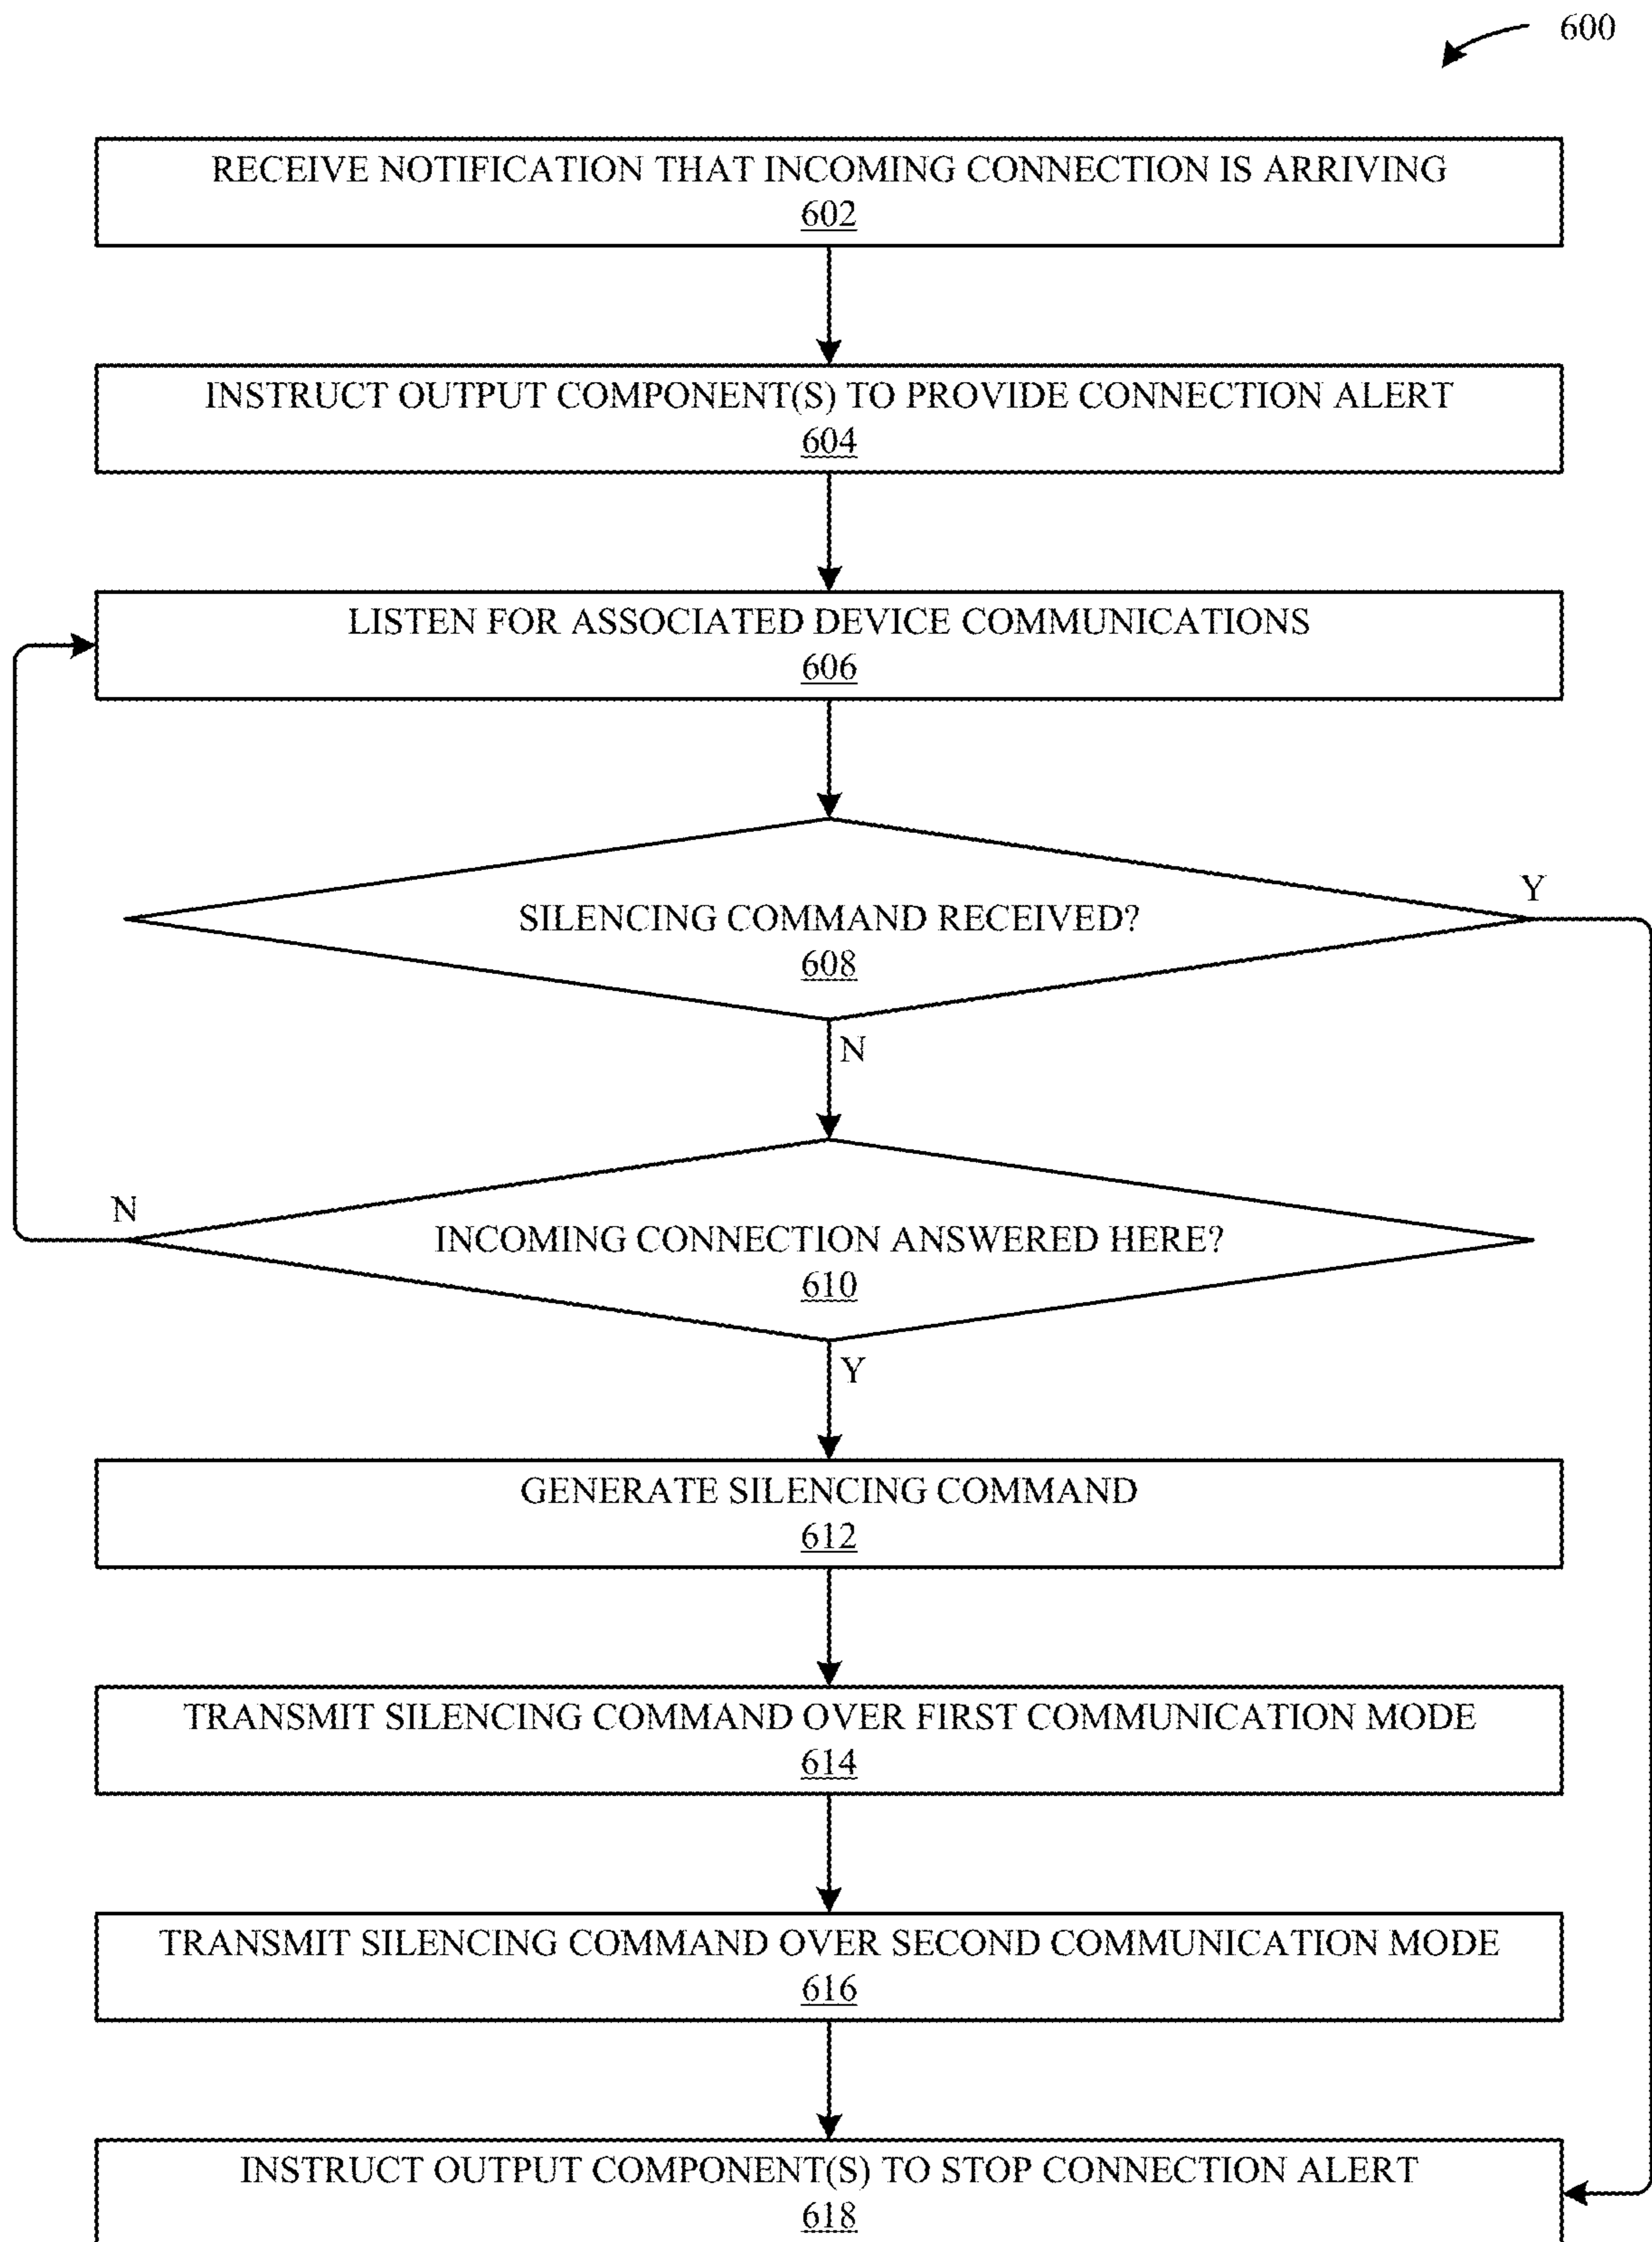 600
RECEIVE NOTIFICATION THAT INCOMING CONNECTION IS ARRIVING
602
INSTRUCT OUTPUT COMPONENT(S) TO PROVIDE CONNECTION ALERT
604
LISTEN FOR ASSOCIATED DEVICE COMMUNICATIONS
606
Y
SILENCING COMMAND RECEIVED?
608
N
N
INCOMING CONNECTION ANSWERED HERE?
610
Y
GENERATE SILENCING COMMAND
612
TRANSMIT SILENCING COMMAND OVER FIRST COMMUNICATION MODE
614
TRANSMIT SILENCING COMMAND OVER SECOND COMMUNICATION MODE
616
INSTRUCT OUTPUT COMPONENT(S) TO STOP CONNECTION ALERT
618